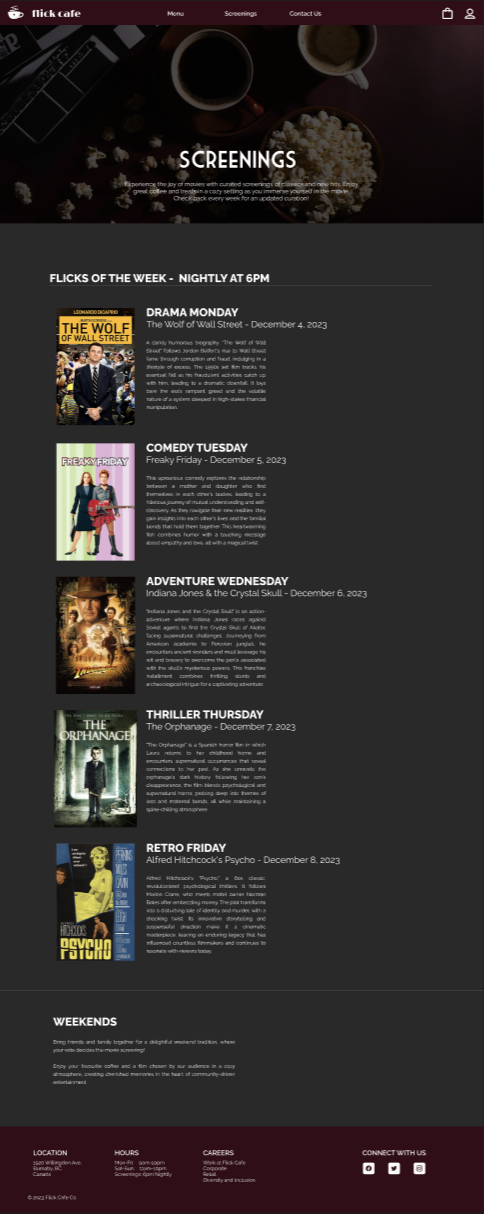 flick cafe
Menu
Screenings
Contact Us
SCREENINGS
Experience the joy of movies with curated screenings of classics and new hits. Enjoy
great coffee and treats in a cozy setting as you immerse yourself in the movie.
Check back every week for an updated curation!
FLICKS OF THE WEEK - NIGHTLY AT 6PM
LEONARDO DiCAPRIO
THE WOLF
OF WALL STREET
DRAMA MONDAY
The Wolf of Wall Street - December 4, 2023
A darkly humorous biography, "The Wolf of Wall
Street" follows Jordan Belfort's rise to Wall Street
fame through corruption and fraud, indulging in a
lifestyle of excess. The 1990s set film tracks his
eventual fall as his fraudulent activities catch up
with him, leading to a dramatic downfall. It lays
bare the era's rampant greed and the volatile
nature of a system steeped in high-stakes financial
manipulation.
FREAKY FRIDAY
COMEDY TUESDAY
Freaky Friday - December 5, 2023
This uproarious comedy explores the relationship
between a mother and daughter who find
themselves in each other's bodies, leading to a
hilarious journey of mutual understanding and self-
discovery. As they navigate their new realities, they
gain insights into each other's lives and the familial
bonds that hold them together. This heartwarming
film combines humor with a touching message
about empathy and love, all with a magical twist.
ADVENTURE WEDNESDAY
Indiana Jones & the Crystal Skull - December 6, 2023
"Indiana Jones and the Crystal Skull" is an action-
adventure where Indiana Jones races against
Soviet agents to find the Crystal Skull of Akator,
facing supernatural challenges. Journeying from
American academia to Peruvian jungles, he
encounters ancient wonders and must leverage his
wit and bravery to overcome the perils associated
with the skull's mysterious powers. This franchise
installment combines thrilling stunts and
archaeological intrigue for a captivating adventure.
THE
ORPHANAGE
THRILLER THURSDAY
The Orphanage - December 7, 2023
"The Orphanage" is a Spanish horror film in which
Laura returns to her childhood home and
encounters supernatural occurrences that reveal
connections to her past. As she unravels the
orphanage's dark history following her son's
disappearance, the film blends psychological and
supernatural horror, probing deep into themes of
loss and maternal bonds, all while maintaining a
spine-chilling atmosphere.
PERKINS
MILES
GAVIN
LEIGH
HITCHCOCK'S
PSYCHO
RETRO FRIDAY
Alfred Hitchcock's Psycho - December 8, 2023
Alfred Hitchcock's "Psycho," a 60s classic,
revolutionized psychological thrillers. It follows
Marion Crane, who meets motel owner Norman
Bates after embezzling money. The plot transforms
into a disturbing tale of identity and murder, with a
shocking twist. Its innovative storytelling and
suspenseful direction make it a cinematic
masterpiece, leaving an enduring legacy that has
influenced countless filmmakers and continues to
resonate with viewers today.
WEEKENDS
Bring friends and family together for a delightful weekend tradition, where
your vote decides the movie screening!
Enjoy your favourite coffee and a film chosen by our audience in a cozy
atmosphere, creating cherished memories in the heart of community-driven
entertainment.
LOCATION
Burnaby, BC
Canada
HOURS
Mon-Fri: 9am-10pm
Sat-Sun: 11am-10pm
Screenings: 6pm Nightly
CAREERS
Work at Flick Cafe
Corporate
Retail
Diversity and Inclusion
CONNECT WITH US
© 2023 Flick Cafe Co.